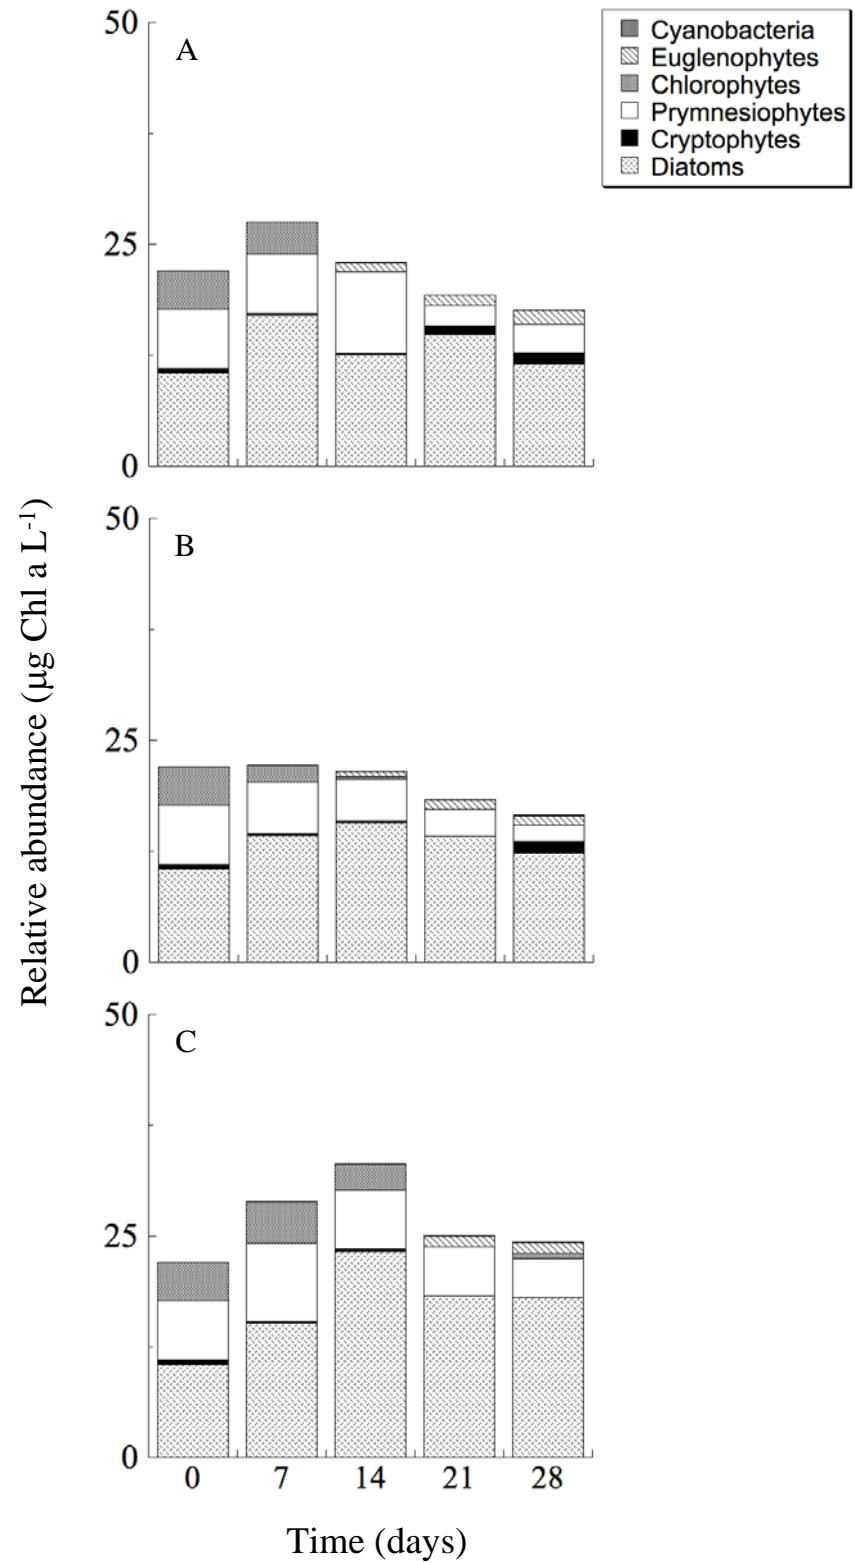 50
A
25
0
Cyanobacteria
Euglenophytes
Chlorophytes
Prymnesiophytes
Cryptophytes
Diatoms
Relative abundance (µg Chl a L⁻¹)
50
B
25
0
50
C
25
0
0 7 14 21 28
Time (days)